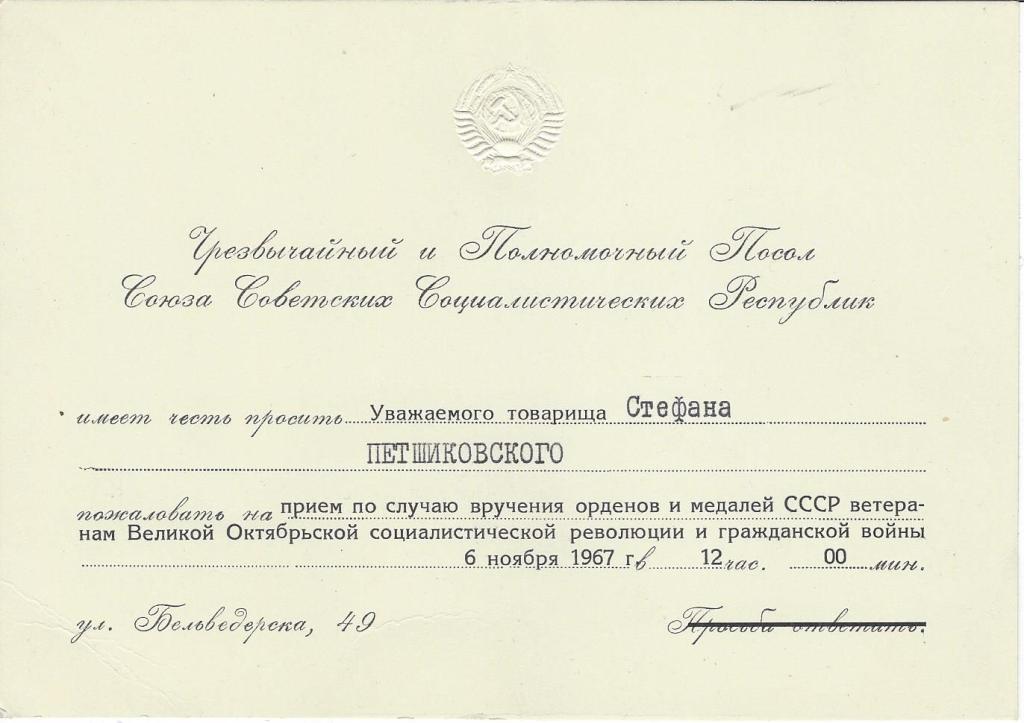 Чрезвычайный и Полномочный Посол
Союза Советских Социалистических Республик
имеет честь просить Уважаемого товарища Стефана
ПЕТШИКОВСКОГО
пожаловать на прием по случаю вручения орденов и медалей СССР ветера-
нам Великой Октябрьской социалистической революции и гражданской войны
6 ноября 1967 г. в 12 час. 00 мин.
ул. Бельведерска, 49
Просьба ответить.